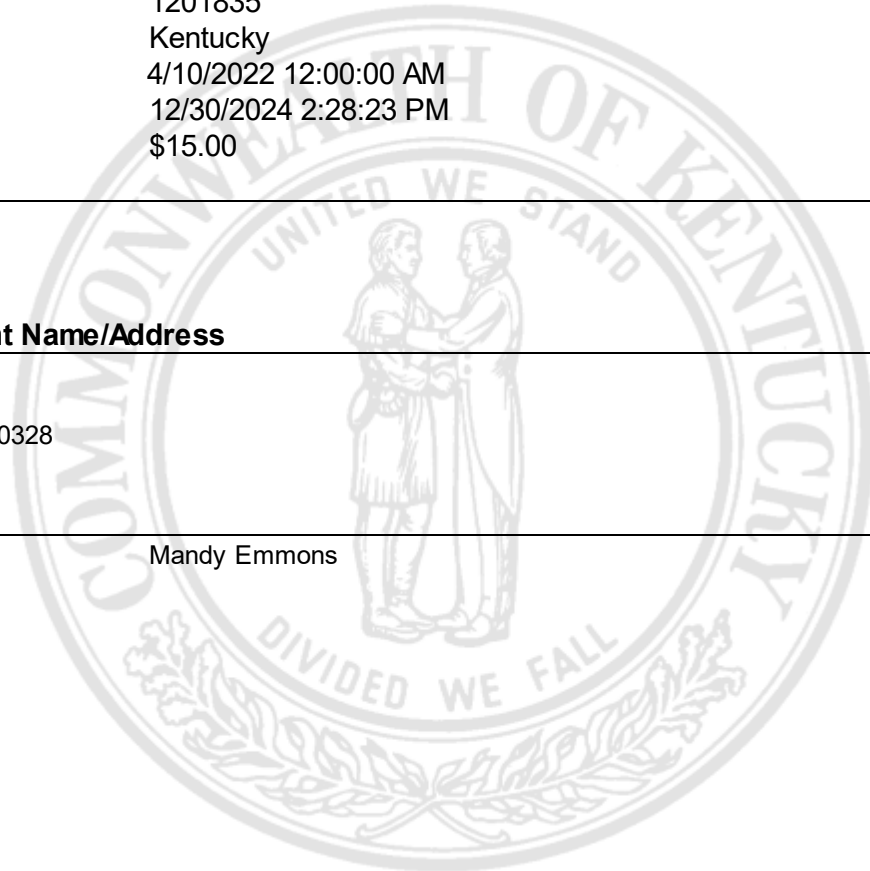 1201835
Kentucky
4/10/2022 12:00:00 AM
12/30/2024 2:28:23 PM
$15.00
Name/Address
0328
Mandy Emmons
COMMONWEALTH OF KENTUCKY
UNITED WE STAND
DIVIDED WE FALL